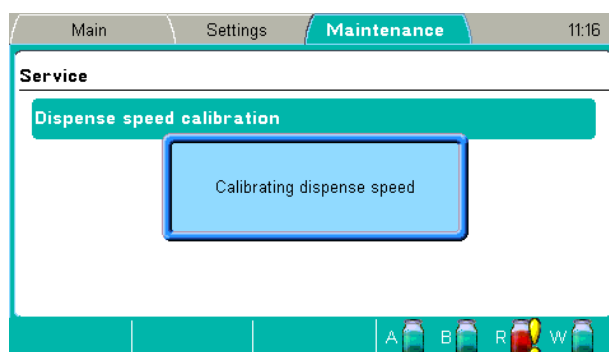 Main Settings Maintenance 11:16
Service
Dispense speed calibration
Calibrating dispense speed
A B R W